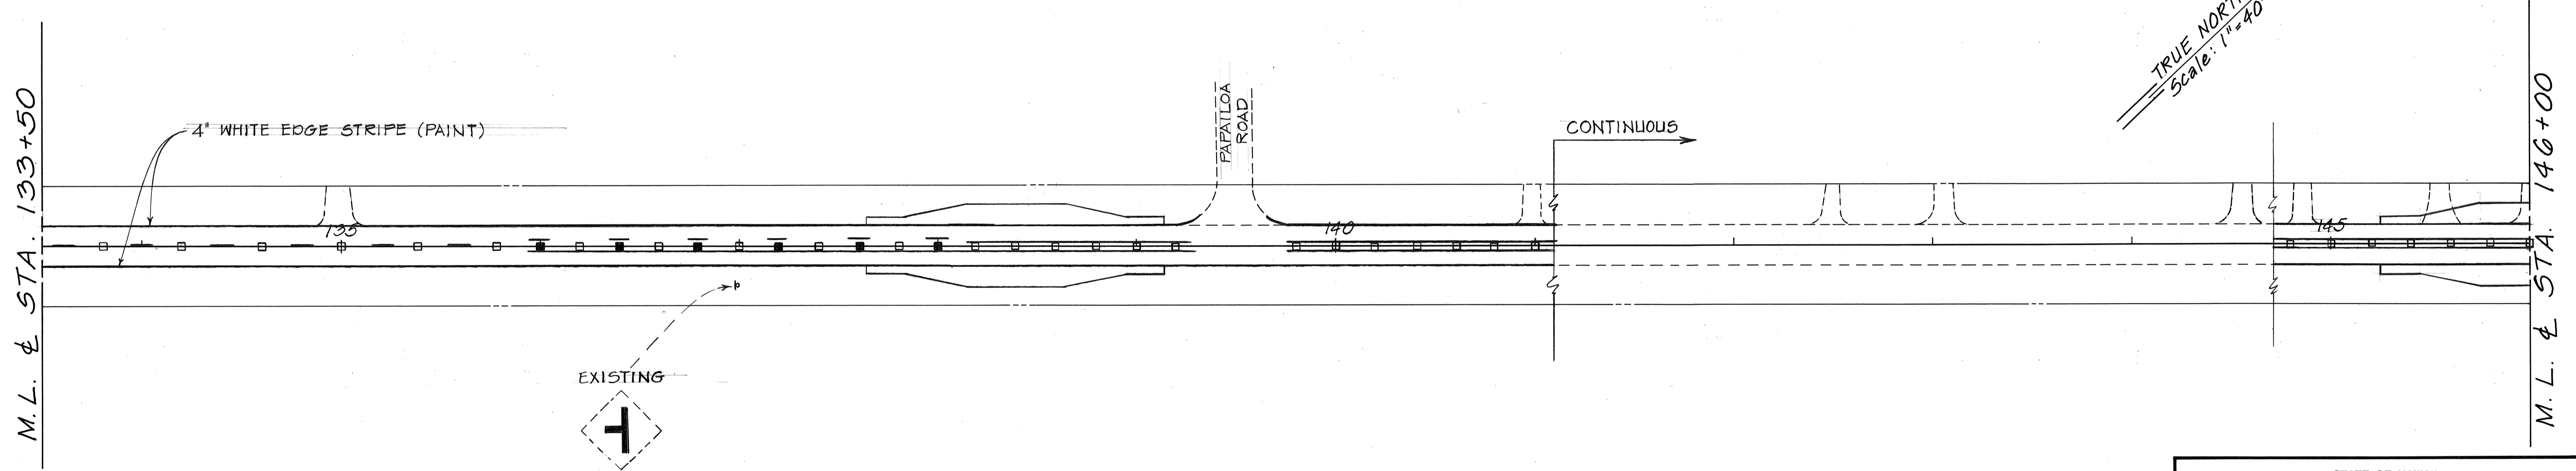 M.L. ℄ STA. 133+50
4" WHITE EDGE STRIPE (PAINT)
135
EXISTING
PAPAILOA
ROAD
140
CONTINUOUS
TRUE NORTH
Scale: 1"=40'
145
M.L. ℄ STA. 146+00